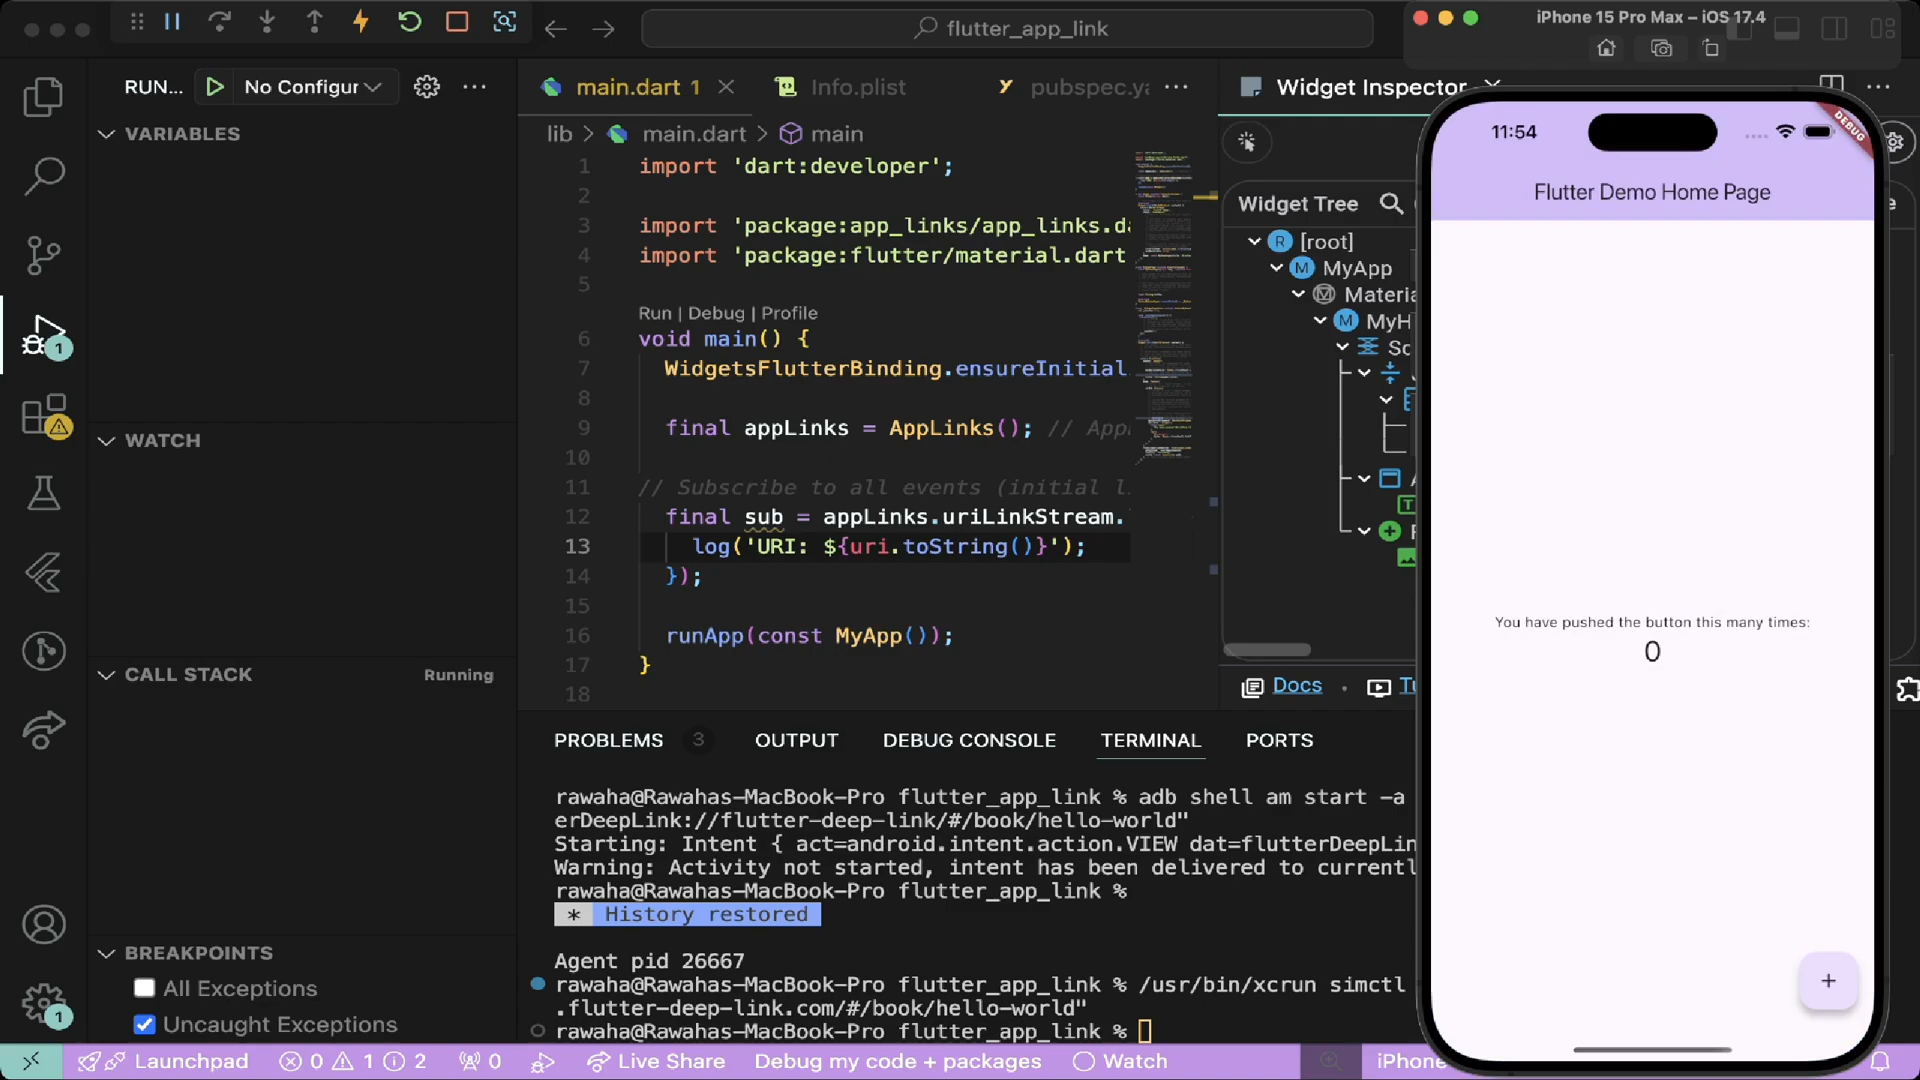 flutter_app_link
iPhone 15 Pro Max – iOS 17.4
RUN...
No Configur
main.dart 1
Info.plist
pubspec.ya
Widget Inspector
lib > main.dart > main
VARIABLES
1 import 'dart:developer';
2
3 import 'package:app_links/app_links.da
4 import 'package:flutter/material.dart
5
Run | Debug | Profile
6 void main() {
7 WidgetsFlutterBinding.ensureInitial
8
9 final appLinks = AppLinks(); // App
10
11 // Subscribe to all events (initial l
12 final sub = appLinks.uriLinkStream.
13 log('URI: ${uri.toString()}');
14 });
15
16 runApp(const MyApp());
17 }
18
WATCH
CALL STACK
Running
BREAKPOINTS
All Exceptions
Uncaught Exceptions
1
1
Widget Tree
R [root]
M MyApp
M Materia
M MyH
Sc
Docs
11:54
DEBUG
Flutter Demo Home Page
You have pushed the button this many times:
0
+
PROBLEMS 3
OUTPUT
DEBUG CONSOLE
TERMINAL
PORTS
rawaha@Rawahas-MacBook-Pro flutter_app_link % adb shell am start -a
erDeepLink://flutter-deep-link/#/book/hello-world"
Starting: Intent { act=android.intent.action.VIEW dat=flutterDeepLin
Warning: Activity not started, intent has been delivered to currentl
rawaha@Rawahas-MacBook-Pro flutter_app_link %
* History restored
Agent pid 26667
rawaha@Rawahas-MacBook-Pro flutter_app_link % /usr/bin/xcrun simctl
.flutter-deep-link.com/#/book/hello-world"
rawaha@Rawahas-MacBook-Pro flutter_app_link %
Launchpad
0 1 2
0
Live Share
Debug my code + packages
Watch
iPhone